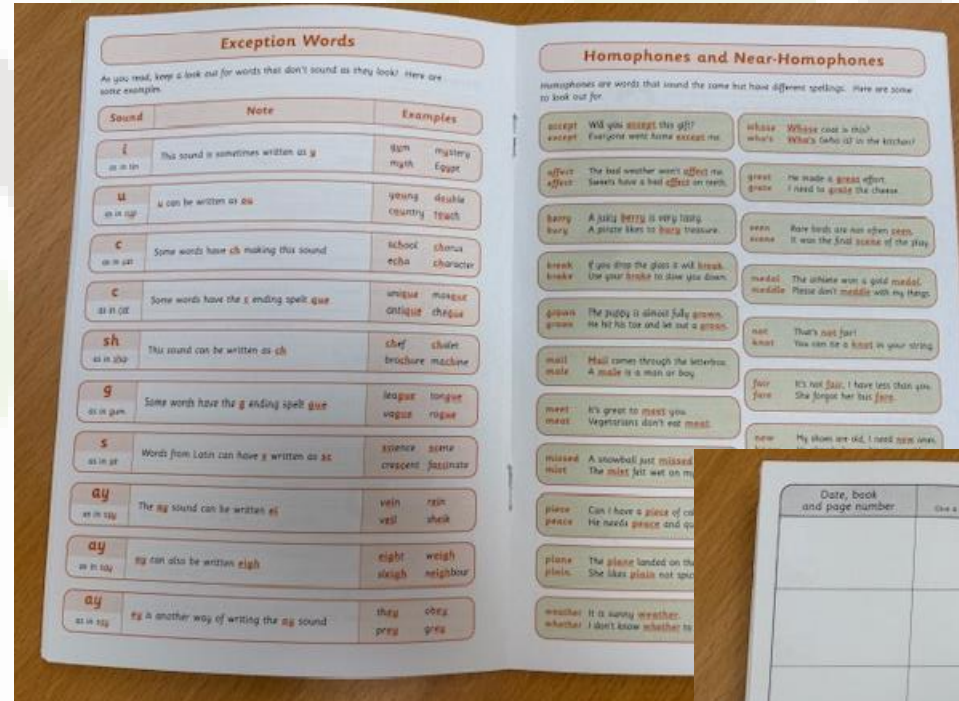 Exception Words
As you read, keep a look out for words that don't sound as they look! Here are
some examples.
Sound Note Examples
i
as in tin
This sound is sometimes written as y
gym mystery
myth Egypt
u
as in
u can be written as ou
young double
country touch
c
as in cat
Some words have ch making this sound
school chorus
echo character
c
as in cat
Some words have the c ending spelt que
unique mosque
antique cheque
sh
as in ship
This sound can be written as ch
chef chalet
brochure machine
g
as in gum
Some words have the g ending spelt gue
league tongue
vague rogue
s
as in sit
Words from Latin can have s written as sc
science scene
crescent fascinate
ay
as in say
The ay sound can be written ei
vein rein
veil sheik
ay
as in say
ay can also be written eigh
eight weigh
sleigh neighbour
ay
as in say
ey is another way of writing the ay sound
they obey
prey grey
Homophones and Near-Homophones
Homophones are words that sound the same but have different spellings. Here are some
to look out for.
accept Will you accept this gift?
except Everyone went home except me.
affect The bad weather won't affect me.
effect Sweets have a bad effect on teeth.
berry A juicy berry is very tasty.
bury A pirate likes to bury treasure.
break If you drop the glass it will break.
brake Use your brake to slow you down.
grown The puppy is almost fully grown.
groan He hit his toe and let out a groan.
mail Mail comes through the letterbox.
male A male is a man or boy.
meet It's great to meet you.
meat Vegetarians don't eat meat.
missed A snowball just missed
mist The mist felt wet on
piece Can I have a piece of
peace He needs peace and
plane The plane landed on
plain She likes plain not
weather It is sunny weather.
whether I don't know whether to
whose Whose coat is this?
who's Who's (who is) in the kitchen?
great He made a great effort.
grate I need to grate the cheese.
seen Rare birds are not often seen.
scene It was the final scene of the play.
medal The athlete won a gold medal.
meddle Please don't meddle with my things.
not That's not fair!
knot You can tie a knot in your string.
fair It's not fair, I have less than you.
fare She forgot her bus fare.
new My shoes are old, I need new ones.
Date, book
and page number
Give a